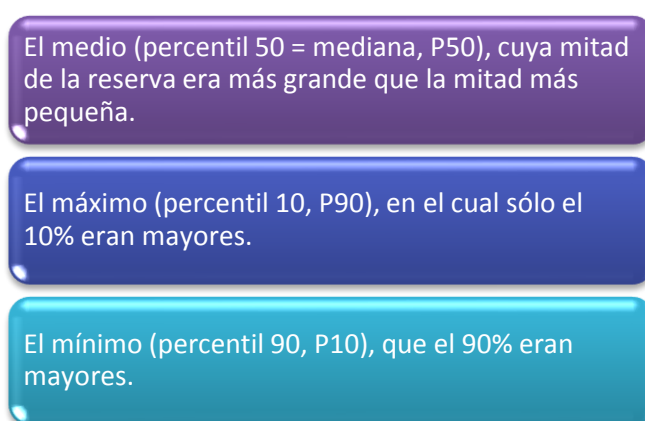 El medio (percentil 50 = mediana, P50), cuya mitad
de la reserva era más grande que la mitad más
pequeña.
El máximo (percentil 10, P90), en el cual sólo el
10% eran mayores.
El mínimo (percentil 90, P10), que el 90% eran
mayores.